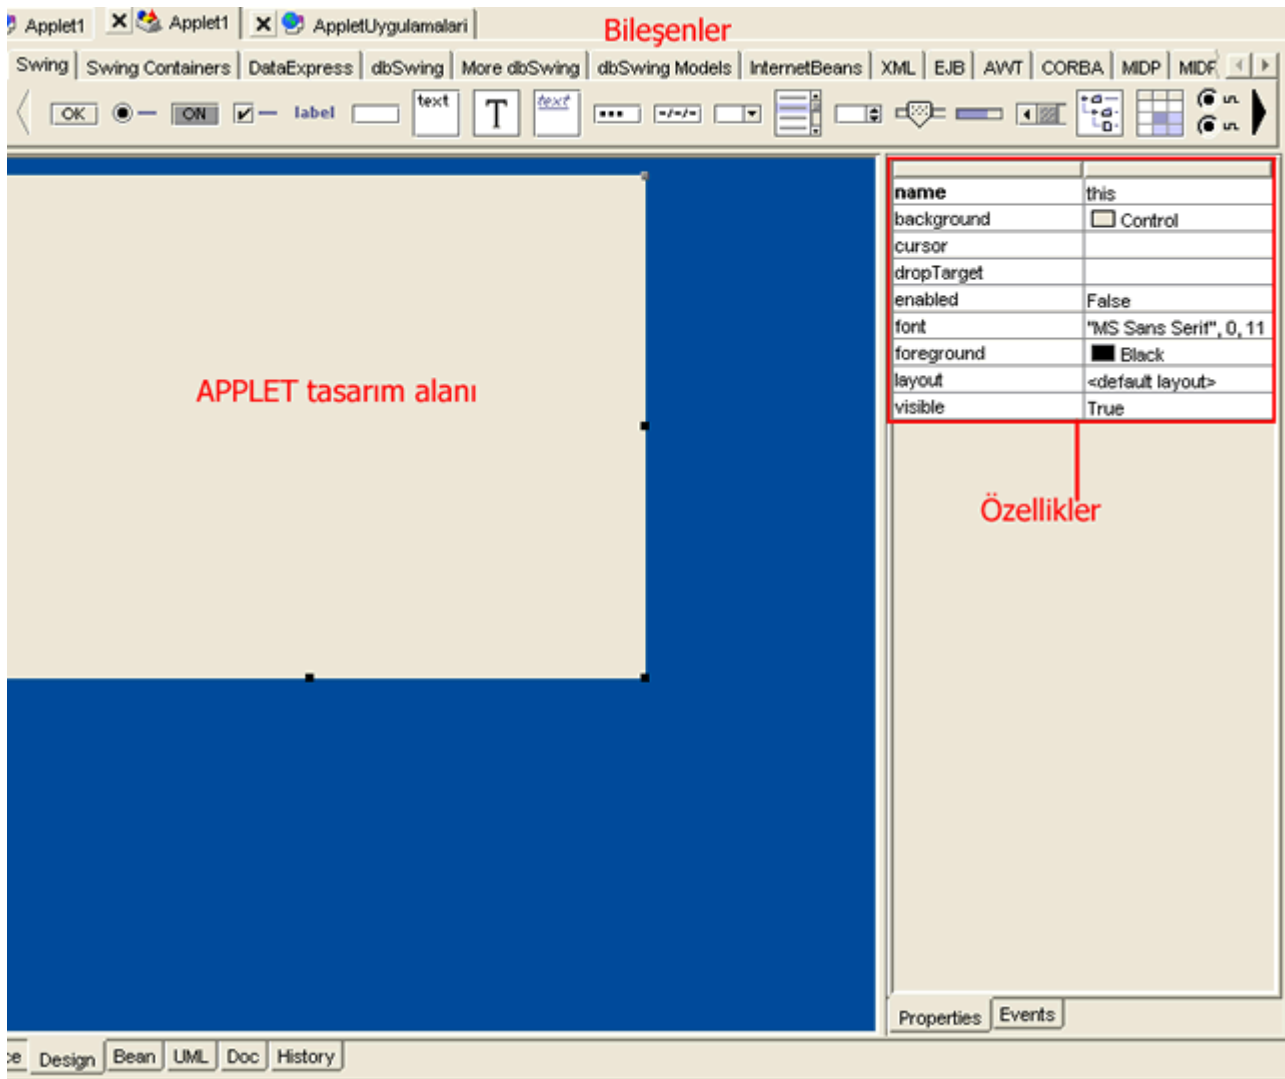 Applet1 Applet1 AppletUygulamalari
Bileşenler
Swing Swing Containers DataExpress dbSwing More dbSwing dbSwing Models InternetBeans XML EJB AWT CORBA MIDP MIDP
OK ON label text T text
name this
background Control
cursor
dropTarget
enabled False
font "MS Sans Serif", 0, 11
foreground Black
layout <default layout>
visible True
APPLET tasarım alanı
Özellikler
Properties Events
ce Design Bean UML Doc History